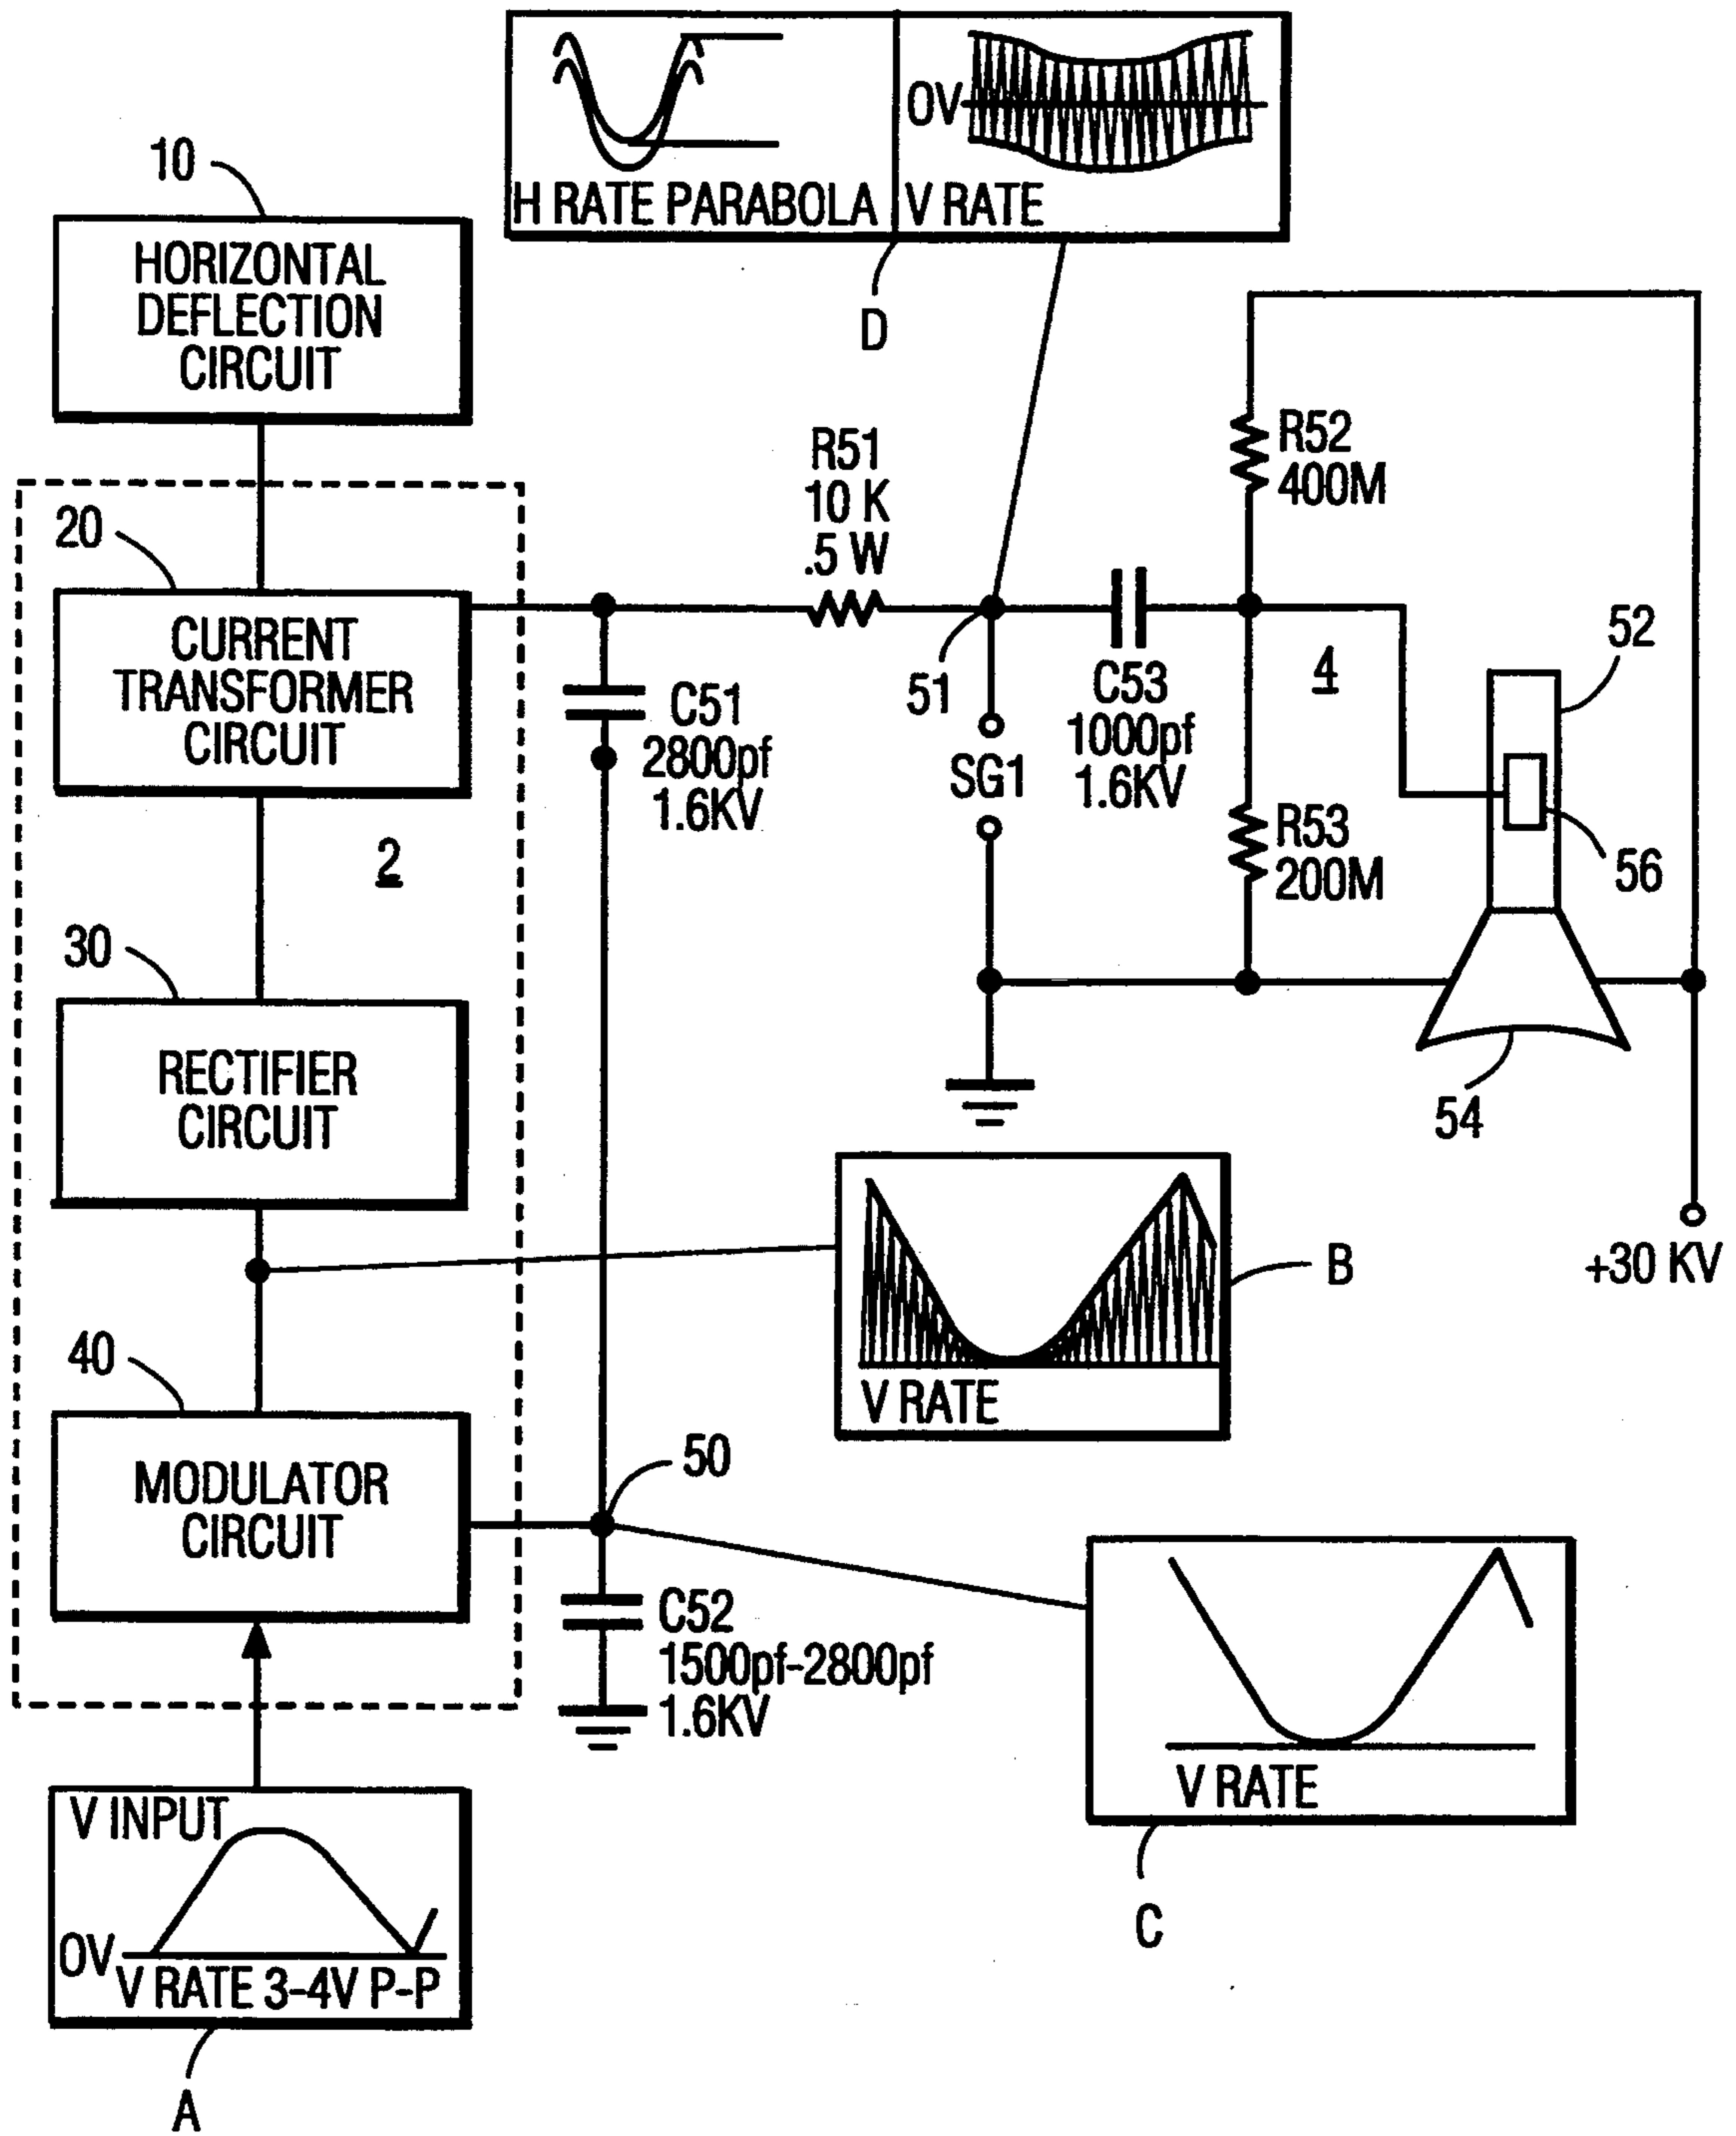 H RATE PARABOLA
0V
V RATE
D
10
HORIZONTAL
DEFLECTION
CIRCUIT
20
CURRENT
TRANSFORMER
CIRCUIT
2
30
RECTIFIER
CIRCUIT
40
MODULATOR
CIRCUIT
V INPUT
0V
V RATE 3-4V P-P
A
R51
10 K
.5 W
C51
2800pf
1.6KV
51
SG1
C53
1000pf
1.6KV
R52
400M
4
R53
200M
52
56
54
+30 KV
V RATE
B
50
C52
1500pf-2800pf
1.6KV
V RATE
C